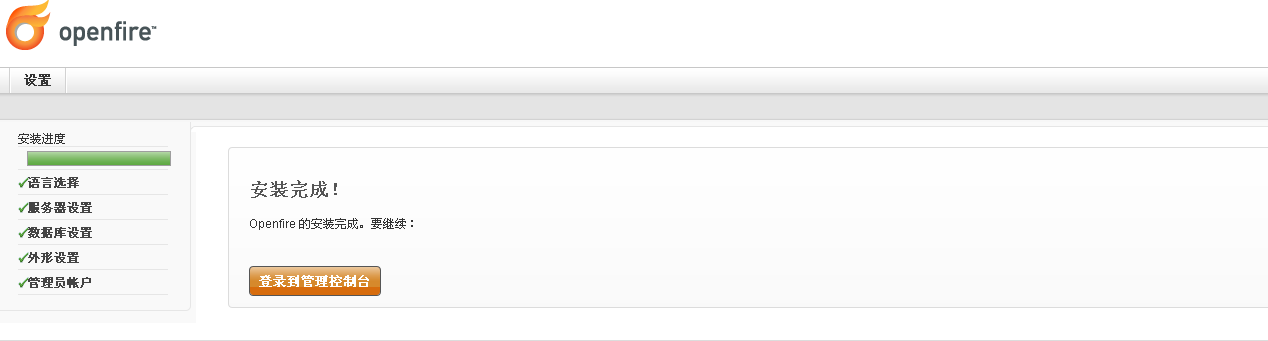 openfire™
设置
安装进度
语言选择
服务器设置
数据库设置
外形设置
管理员帐户
安装完成！
Openfire 的安装完成。要继续：
登录到管理控制台